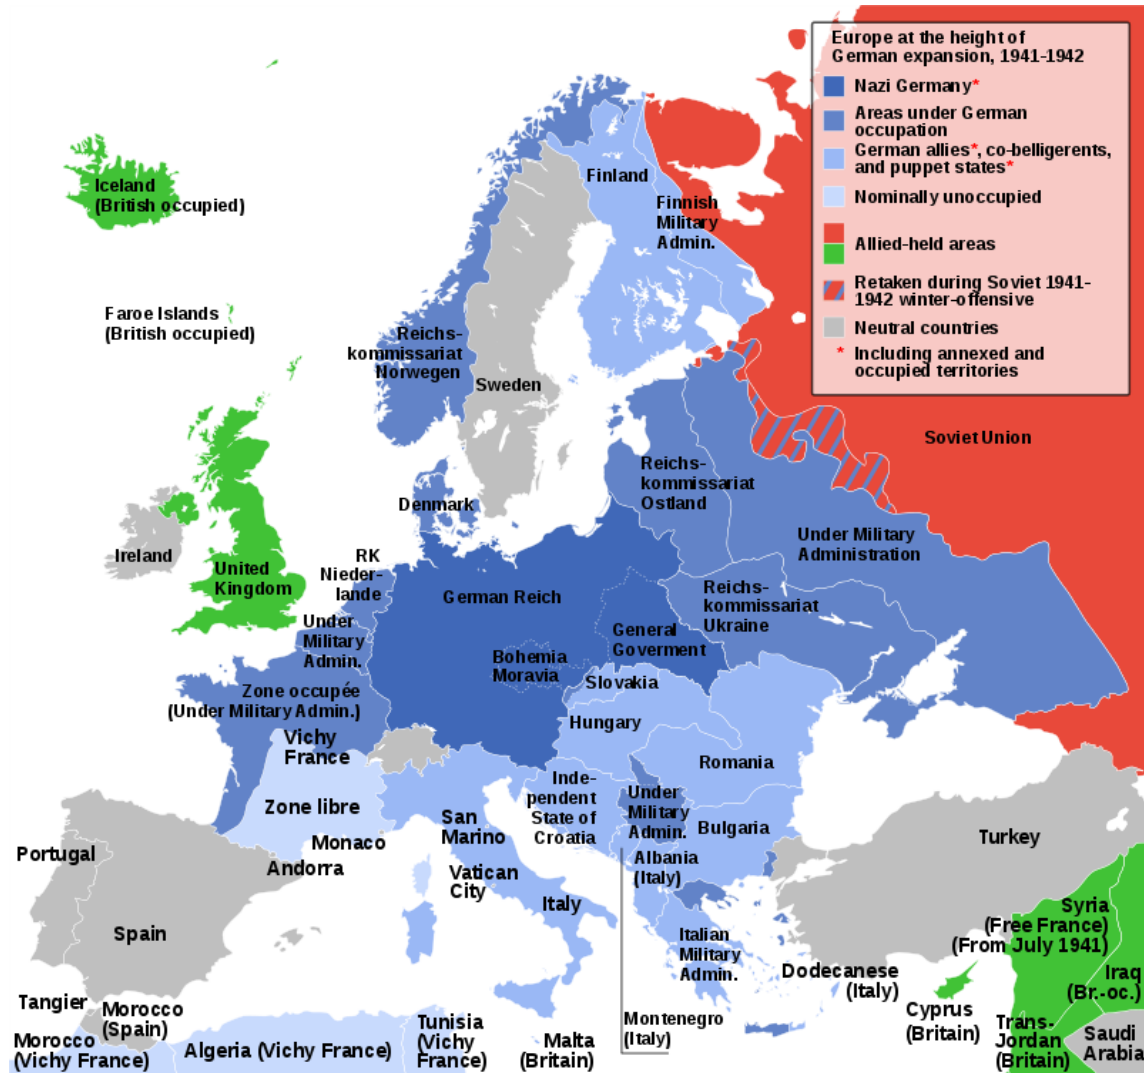 Europe at the height of
German expansion, 1941-1942
Nazi Germany*
Areas under German
occupation
German allies*, co-belligerents,
and puppet states*
Nominally unoccupied
Allied-held areas
Retaken during Soviet 1941-
1942 winter-offensive
Neutral countries
* Including annexed and
occupied territories
Iceland
(British occupied)
Faroe Islands
(British occupied)
Finland
Finnish
Military
Admin.
Reichs-
kommissariat
Norwegen
Sweden
Soviet Union
Reichs-
kommissariat
Ostland
Denmark
Under Military
Administration
Ireland
United
Kingdom
RK
Nieder-
lande
German Reich
Reichs-
kommissariat
Ukraine
Under
Military
Admin.
General
Goverment
Bohemia
Moravia
Slovakia
Zone occupée
(Under Military Admin.)
Hungary
Vichy
France
Romania
Zone libre
Inde-
pendent
State of
Croatia
Under
Military
Admin.
San
Marino
Bulgaria
Monaco
Turkey
Portugal
Andorra
Albania
(Italy)
Vatican
City
Italy
Spain
Syria
(Free France)
(From July 1941)
Italian
Military
Admin.
Dodecanese
(Italy)
Iraq
(Br.-oc.)
Tangier
Morocco
(Spain)
Cyprus
(Britain)
Montenegro
(Italy)
Trans-
Jordan
(Britain)
Saudi
Arabia
Morocco
(Vichy France)
Algeria (Vichy France)
Tunisia
(Vichy
France)
Malta
(Britain)